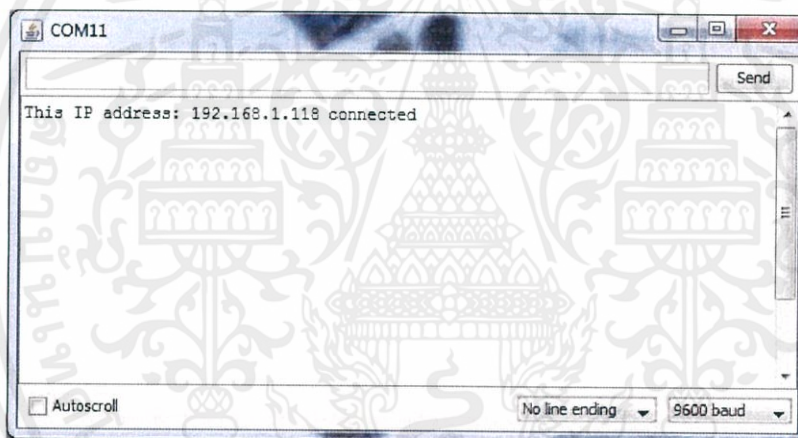 COM11
Send
This IP address: 192.168.1.118 connected
Autoscroll
No line ending
9600 baud